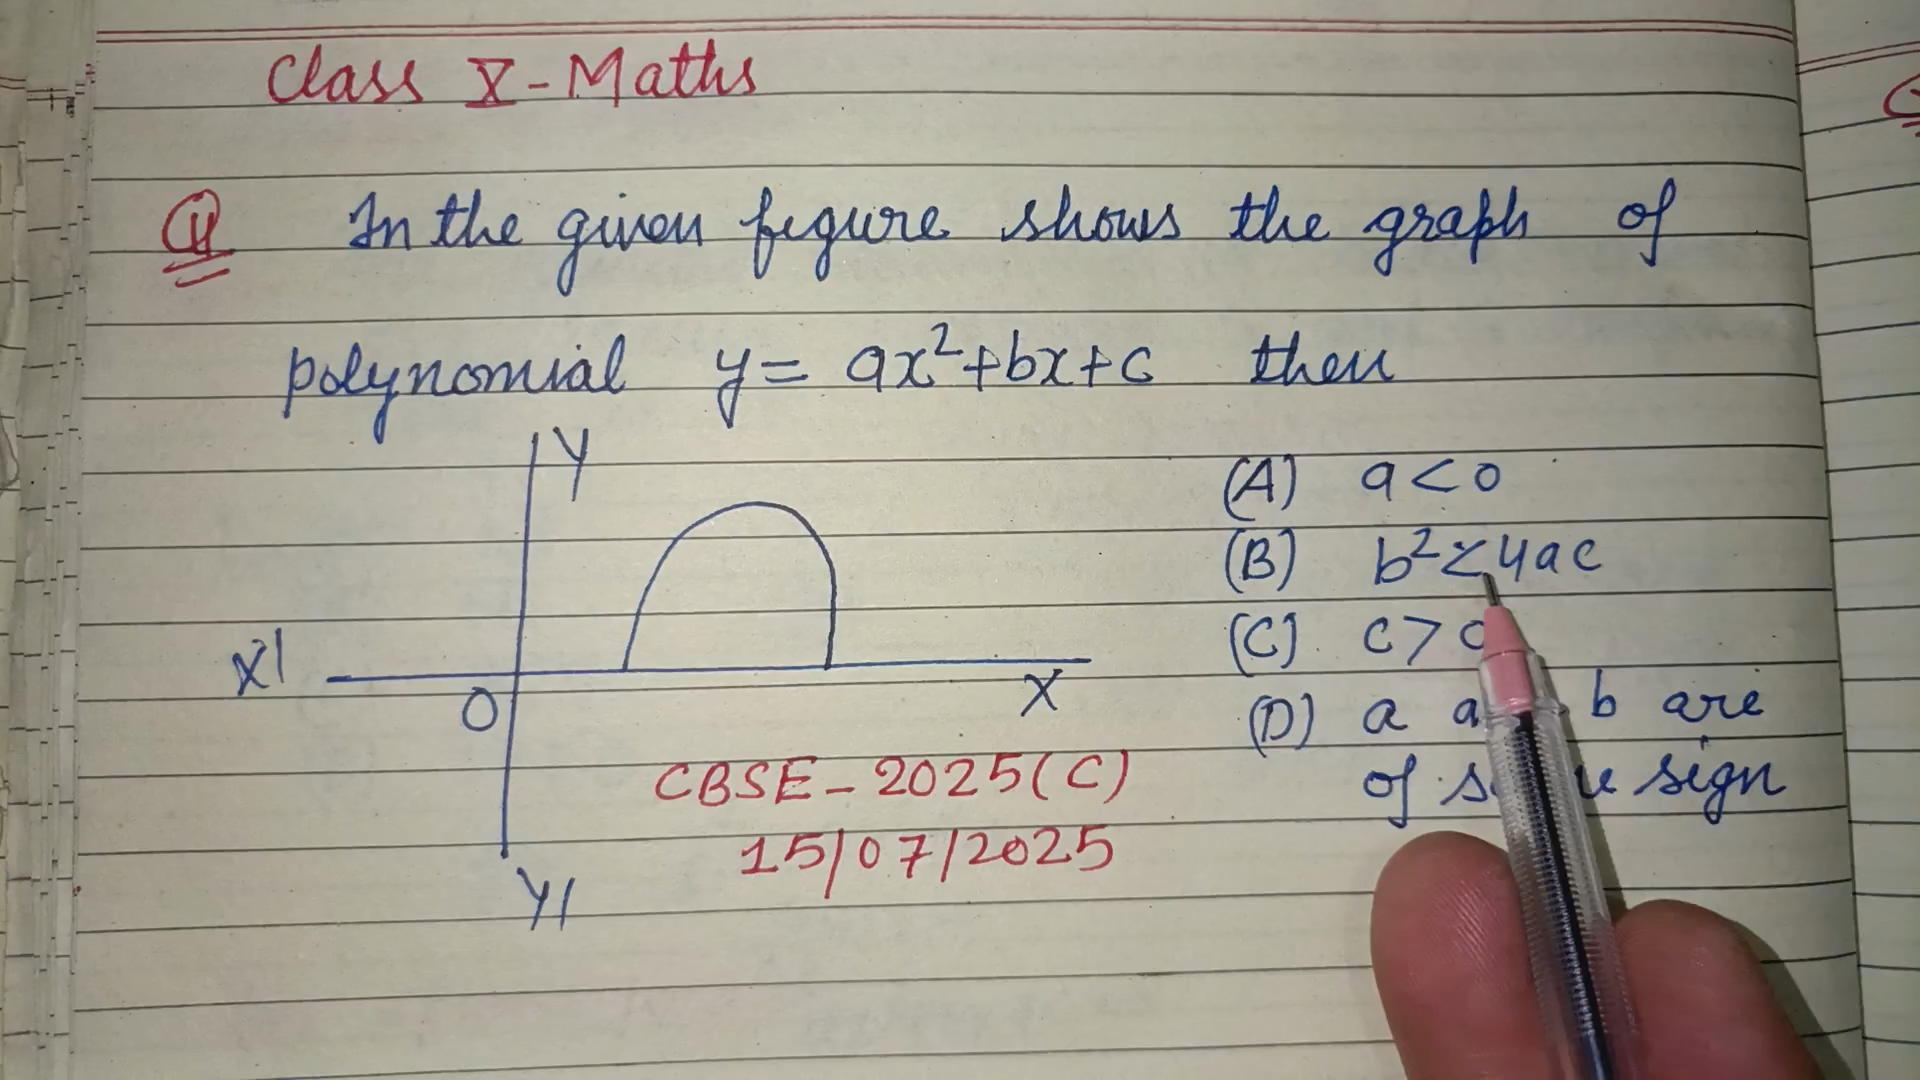 Class X-Maths
Q In the given figure shows the graph of
polynomial y = ax²+bx+c then
Y
(A) a < 0
(B) b² < 4ac
(C) c >
X'
O
X
(D) a b are
of sign
CBSE - 2025(C)
15/07/2025
Y'